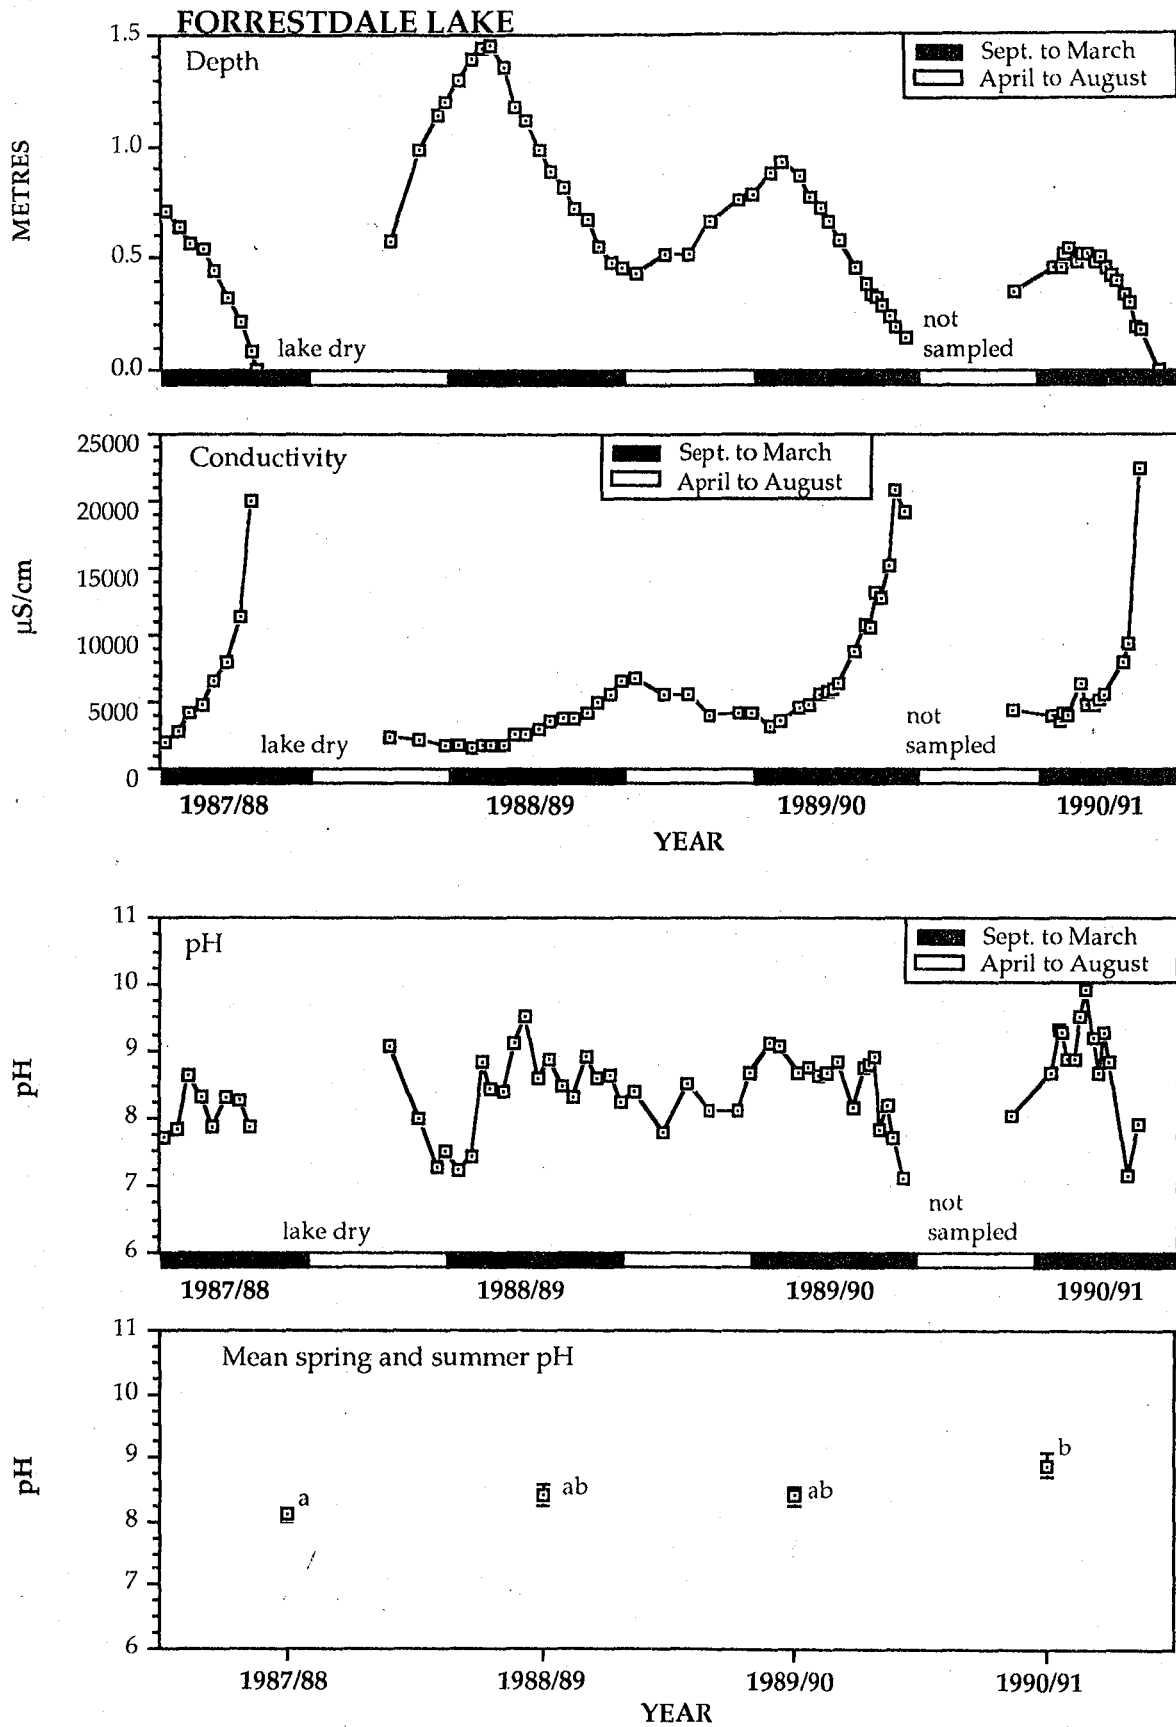 FORRESTDALE LAKE
Depth
Sept. to March
April to August
METRES
1.5
1.0
0.5
0.0
lake dry
not
sampled
Conductivity
Sept. to March
April to August
µS/cm
25000
20000
15000
10000
5000
0
lake dry
not
sampled
1987/88 1988/89 1989/90 1990/91
YEAR
pH
Sept. to March
April to August
pH
11
10
9
8
7
6
lake dry
not
sampled
1987/88 1988/89 1989/90 1990/91
Mean spring and summer pH
pH
11
10
9
8
7
6
a
ab
ab
b
1987/88 1988/89 1989/90 1990/91
YEAR